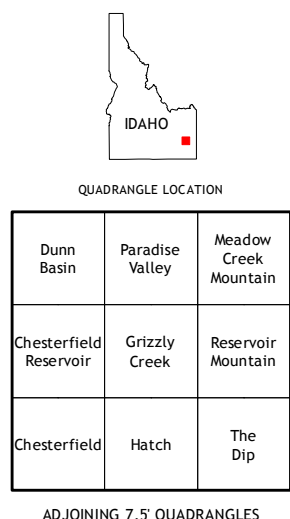 IDAHO
QUADRANGLE LOCATION
Dunn
Basin
Paradise
Valley
Meadow
Creek
Mountain
Chesterfield
Reservoir
Grizzly
Creek
Reservoir
Mountain
Chesterfield
Hatch
The
Dip
ADJOINING 7.5' QUADRANGLES